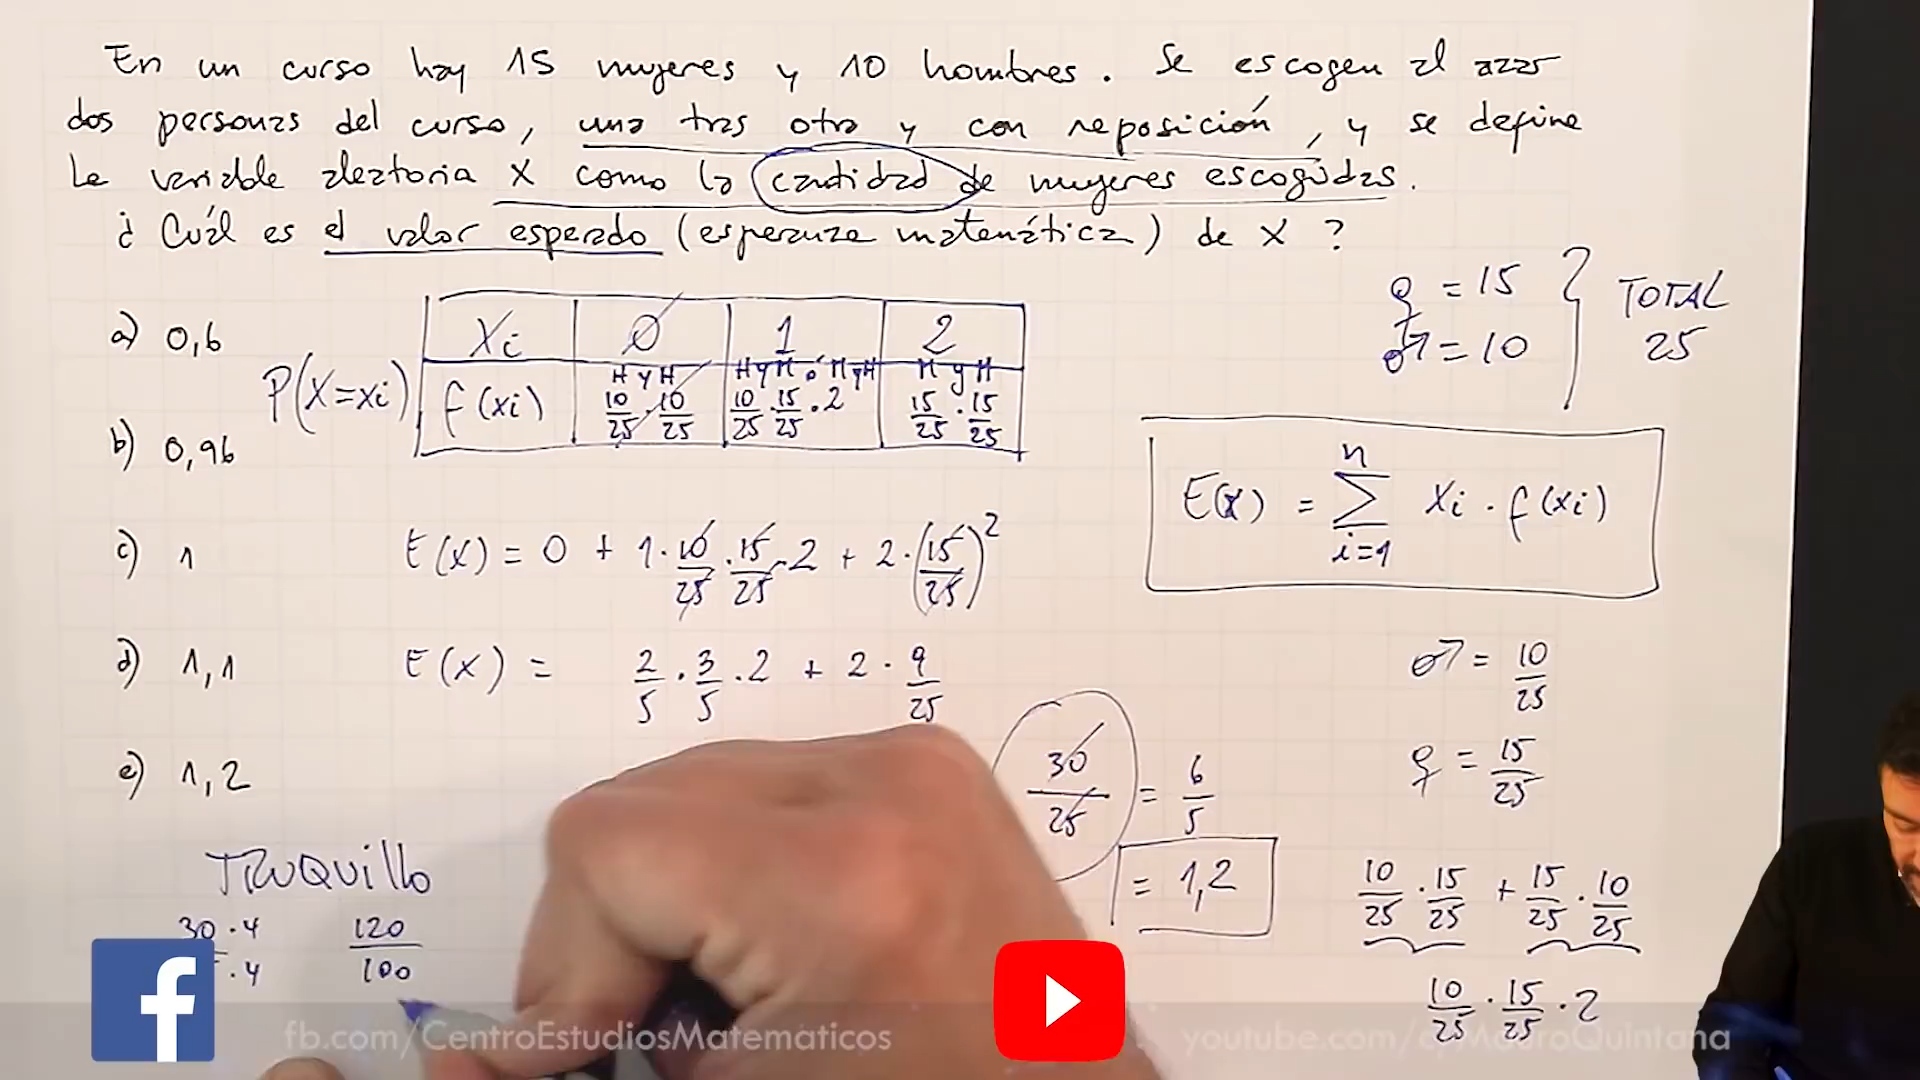 En un curso hay 15 mujeres y 10 hombres. Se escogen al azar
dos personas del curso, una tras otra y con reposición, y se define
la variable aleatoria X como la cantidad de mujeres escogidas.
¿Cuál es el valor esperado (esperanza matemática) de X ?
♀ = 15
♂ = 10
TOTAL
25
a) 0,6
b) 0,96
c) 1
d) 1,1
e) 1,2
P(X=xi)
Xi 0 1 2
f(xi)
H y H
10/25 · 10/25
H y M ó M y H
10/25 · 15/25 · 2
M y M
15/25 · 15/25
E(X) = Σ Xi · f(xi)
n
i=1
E(X) = 0 + 1 · 10/25 · 15/25 · 2 + 2 · (15/25)²
E(X) = 2/5 · 3/5 · 2 + 2 · 9/25
30/25 = 6/5
= 1,2
♂ = 10/25
♀ = 15/25
10/25 · 15/25 + 15/25 · 10/25
10/25 · 15/25 · 2
TRUQUillo
30 · 4
· 4
120/100
f
fb.com/CentroEstudiosMatematicos
youtube.com/c/MauroQuintana